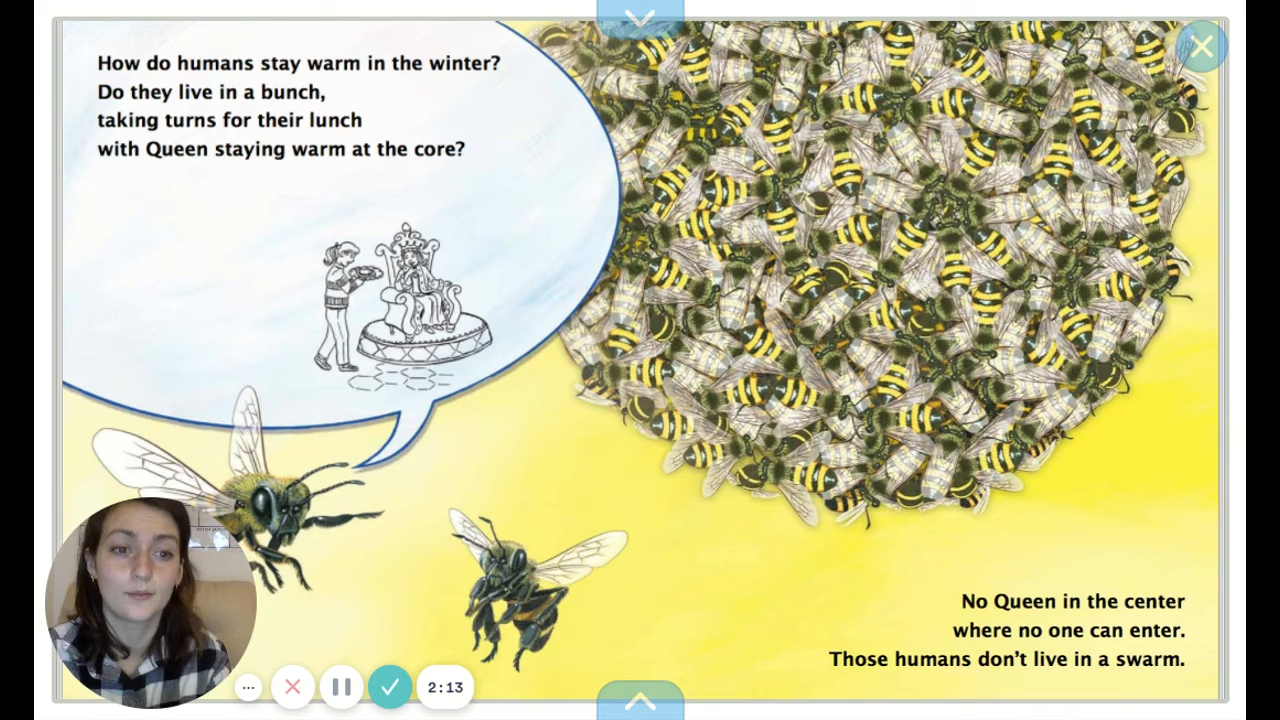 How do humans stay warm in the winter?
Do they live in a bunch,
taking turns for their lunch
with Queen staying warm at the core?
No Queen in the center
where no one can enter.
Those humans don't live in a swarm.
2:13